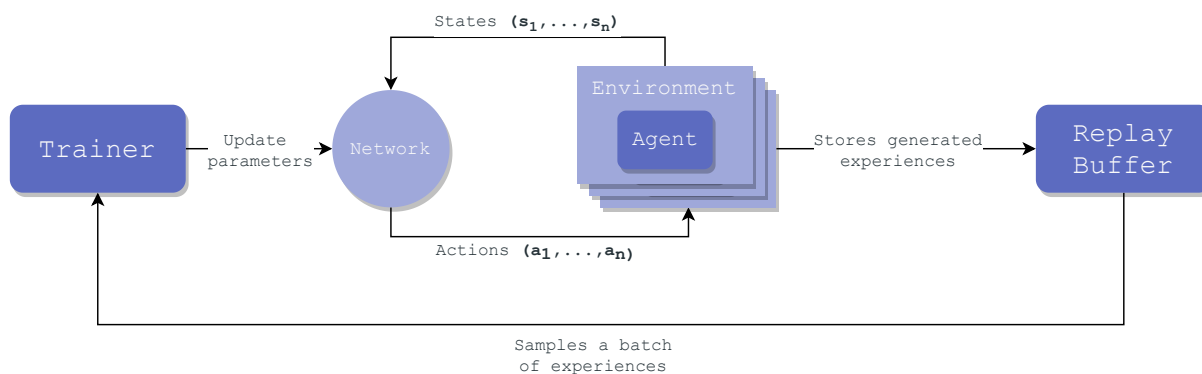 States (s1,...,sn)
Environment
Agent
Trainer
Update
parameters
Network
Stores generated
experiences
Replay
Buffer
Actions (a1,...,an)
Samples a batch
of experiences